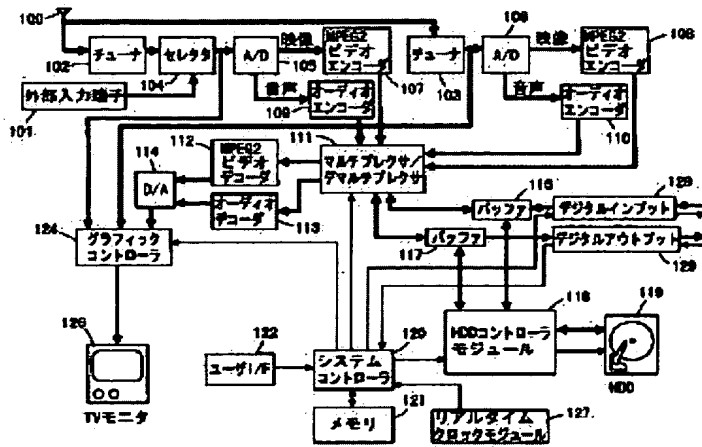 100
チューナ
102
セレクタ
104
A/D
105
映像
音声
MPEG2
ビデオ
エンコーダ
107
オーディオ
エンコーダ
109
チューナ
103
106
A/D
映像
音声
MPEG2
ビデオ
エンコーダ
108
オーディオ
エンコーダ
110
外部入力端子
101
112
MPEG2
ビデオ
デコーダ
111
マルチプレクサ/
デマルチプレクサ
114
D/A
オーディオ
デコーダ
113
116
バッファ
バッファ
117
デジタルインプット
デジタルアウトプット
129
124
グラフィック
コントローラ
126
TVモニタ
122
ユーザI/F
120
システム
コントローラ
118
HDDコントローラ
モジュール
119
HDD
メモリ
121
リアルタイム
クロックモジュール
127